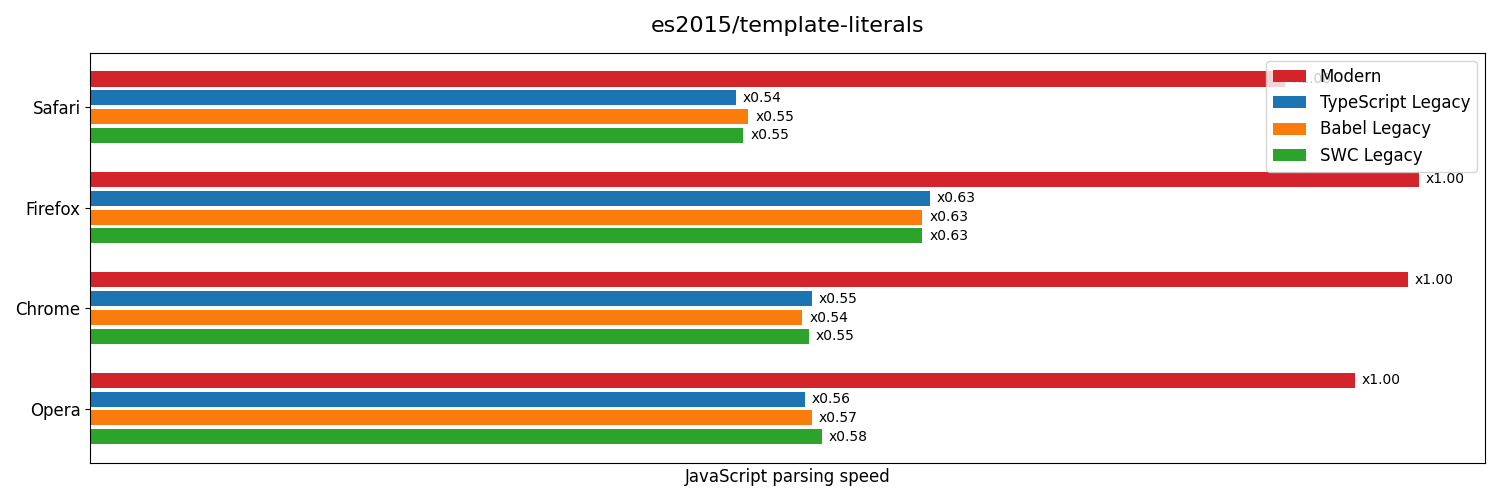 es2015/template-literals
Safari
x0.54
x0.55
x0.55
Firefox
x1.00
x0.63
x0.63
x0.63
Chrome
x1.00
x0.55
x0.54
x0.55
Opera
x1.00
x0.56
x0.57
x0.58
Modern
TypeScript Legacy
Babel Legacy
SWC Legacy
JavaScript parsing speed